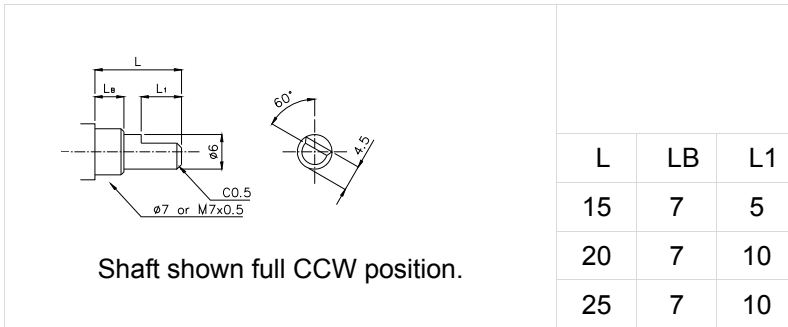 L
LB
L1
ø6
C0.5
ø7 or M7x0.5
60°
4.5
Shaft shown full CCW position.
L LB L1
15 7 5
20 7 10
25 7 10